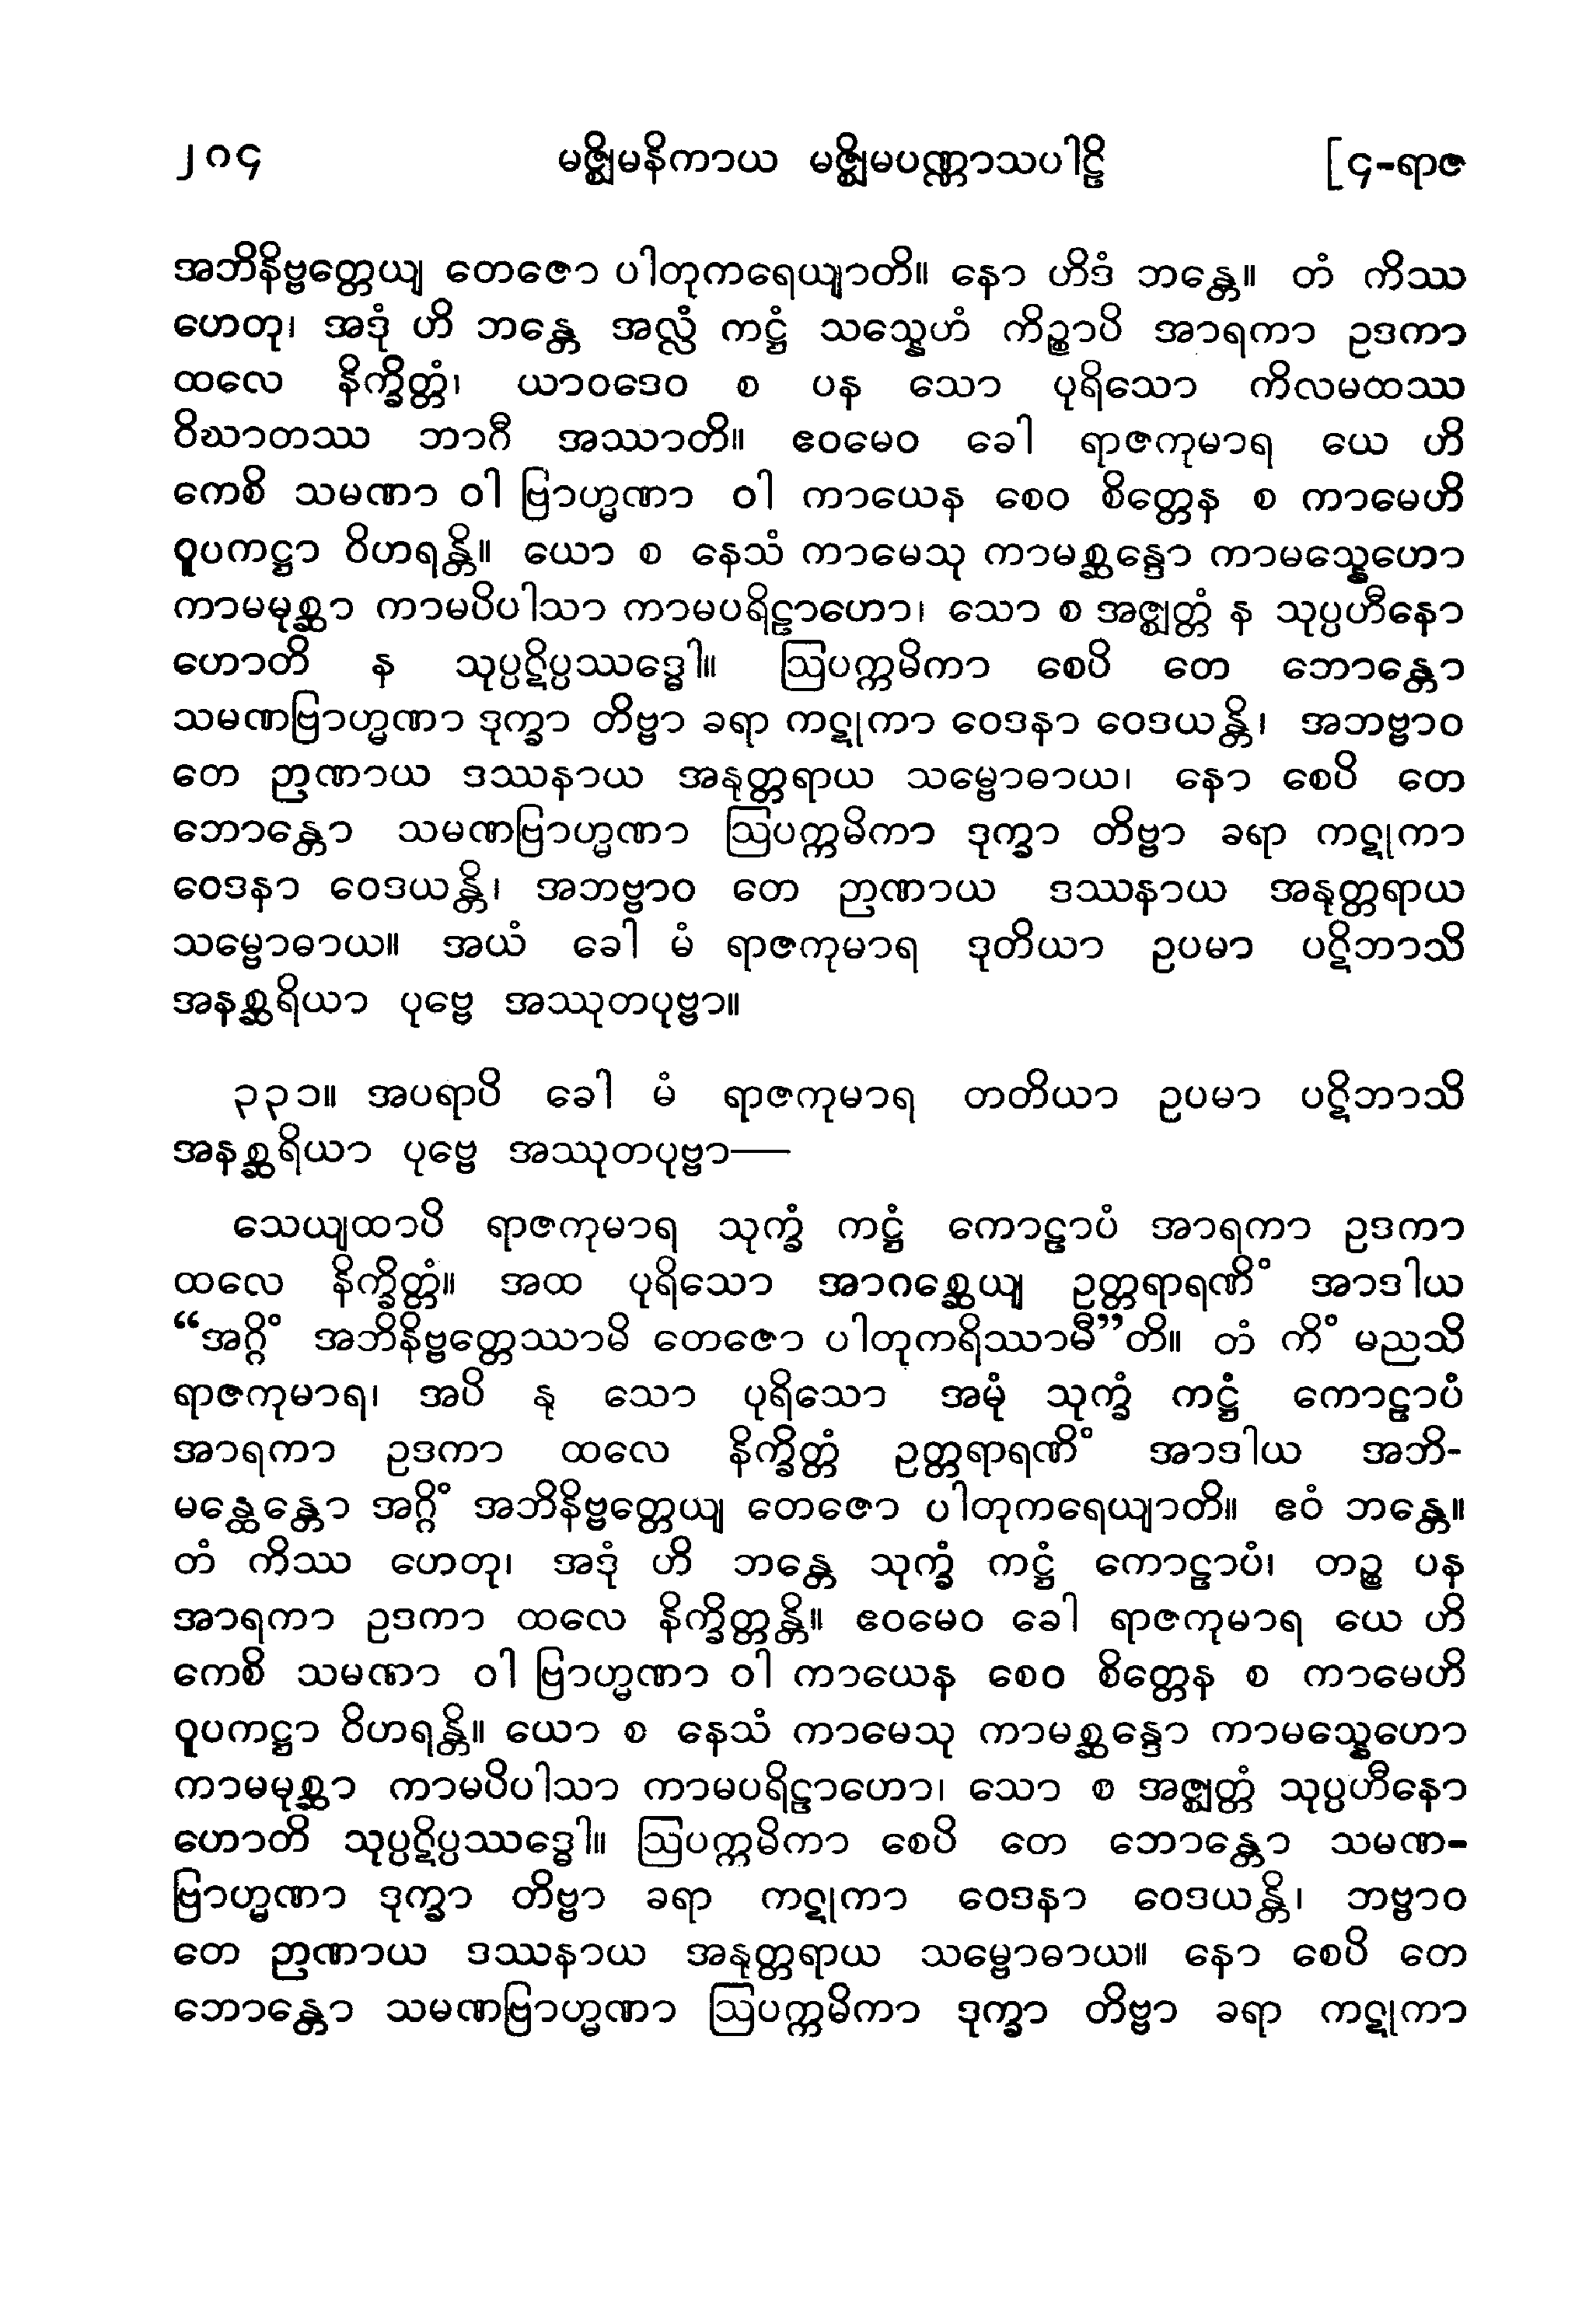 ၂၀၄ မဇ္ဈိမနိကာယ မဇ္ဈိမပဏ္ဏာသပါဠိ [၄-ရာဇ
အဘိနိဗ္ဗတ္တေယျ တေဇော ပါတုကရေယျာတိ။ နော ဟိဒံ ဘန္တေ။ တံ ကိဿ
ဟေတု၊ အဒုံ ဟိ ဘန္တေ အလ္လံ ကဋ္ဌံ သသ္နေဟံ ကိဉ္စာပိ အာရကာ ဥဒကာ
ထလေ နိက္ခိတ္တံ၊ ယာဝဒေဝ စ ပန သော ပုရိသော ကိလမထဿ
ဝိဃာတဿ ဘာဂီ အဿာတိ။ ဧဝမေဝ ခေါ ရာဇကုမာရ ယေ ဟိ
ကေစိ သမဏာ ဝါ ဗြာဟ္မဏာ ဝါ ကာယေန စေဝ စိတ္တေန စ ကာမေဟိ
ဝူပကဋ္ဌာ ဝိဟရန္တိ။ ယော စ နေသံ ကာမေသု ကာမစ္ဆန္ဒော ကာမသ္နေဟော
ကာမမုစ္ဆာ ကာမပိပါသာ ကာမပရိဠာဟော၊ သော စ အဇ္ဈတ္တံ န သုပ္ပဟီနော
ဟောတိ န သုပ္ပဋိပ္ပဿဒ္ဓေါ။ ဩပက္ကမိကာ စေပိ တေ ဘောန္တော
သမဏဗြာဟ္မဏာ ဒုက္ခာ တိဗ္ဗာ ခရာ ကဋုကာ ဝေဒနာ ဝေဒယန္တိ၊ အဘဗ္ဗာဝ
တေ ဉာဏာယ ဒဿနာယ အနုတ္တရာယ သမ္ဗောဓာယ၊ နော စေပိ တေ
ဘောန္တော သမဏဗြာဟ္မဏာ ဩပက္ကမိကာ ဒုက္ခာ တိဗ္ဗာ ခရာ ကဋုကာ
ဝေဒနာ ဝေဒယန္တိ၊ အဘဗ္ဗာဝ တေ ဉာဏာယ ဒဿနာယ အနုတ္တရာယ
သမ္ဗောဓာယ။ အယံ ခေါ မံ ရာဇကုမာရ ဒုတိယာ ဥပမာ ပဋိဘာသိ
အနစ္ဆရိယာ ပုဗ္ဗေ အဿုတပုဗ္ဗာ။
၃၃၁။ အပရာပိ ခေါ မံ ရာဇကုမာရ တတိယာ ဥပမာ ပဋိဘာသိ
အနစ္ဆရိယာ ပုဗ္ဗေ အဿုတပုဗ္ဗာ—
သေယျထာပိ ရာဇကုမာရ သုက္ခံ ကဋ္ဌံ ကောဠာပံ အာရကာ ဥဒကာ
ထလေ နိက္ခိတ္တံ။ အထ ပုရိသော အာဂစ္ဆေယျ ဥတ္တရာရဏိံ အာဒါယ
“အဂ္ဂိံ အဘိနိဗ္ဗတ္တေဿာမိ တေဇော ပါတုကရိဿာမီ”တိ။ တံ ကိံ မညသိ
ရာဇကုမာရ၊ အပိ နု သော ပုရိသော အမုံ သုက္ခံ ကဋ္ဌံ ကောဠာပံ
အာရကာ ဥဒကာ ထလေ နိက္ခိတ္တံ ဥတ္တရာရဏိံ အာဒါယ အဘိ-
မန္ထေန္တော အဂ္ဂိံ အဘိနိဗ္ဗတ္တေယျ တေဇော ပါတုကရေယျာတိ။ ဧဝံ ဘန္တေ။
တံ ကိဿ ဟေတု၊ အဒုံ ဟိ ဘန္တေ သုက္ခံ ကဋ္ဌံ ကောဠာပံ၊ တဉ္စ ပန
အာရကာ ဥဒကာ ထလေ နိက္ခိတ္တန္တိ။ ဧဝမေဝ ခေါ ရာဇကုမာရ ယေ ဟိ
ကေစိ သမဏာ ဝါ ဗြာဟ္မဏာ ဝါ ကာယေန စေဝ စိတ္တေန စ ကာမေဟိ
ဝူပကဋ္ဌာ ဝိဟရန္တိ။ ယော စ နေသံ ကာမေသု ကာမစ္ဆန္ဒော ကာမသ္နေဟော
ကာမမုစ္ဆာ ကာမပိပါသာ ကာမပရိဠာဟော၊ သော စ အဇ္ဈတ္တံ သုပ္ပဟီနော
ဟောတိ သုပ္ပဋိပ္ပဿဒ္ဓေါ။ ဩပက္ကမိကာ စေပိ တေ ဘောန္တော သမဏ-
ဗြာဟ္မဏာ ဒုက္ခာ တိဗ္ဗာ ခရာ ကဋုကာ ဝေဒနာ ဝေဒယန္တိ၊ ဘဗ္ဗာဝ
တေ ဉာဏာယ ဒဿနာယ အနုတ္တရာယ သမ္ဗောဓာယ။ နော စေပိ တေ
ဘောန္တော သမဏဗြာဟ္မဏာ ဩပက္ကမိကာ ဒုက္ခာ တိဗ္ဗာ ခရာ ကဋုကာ